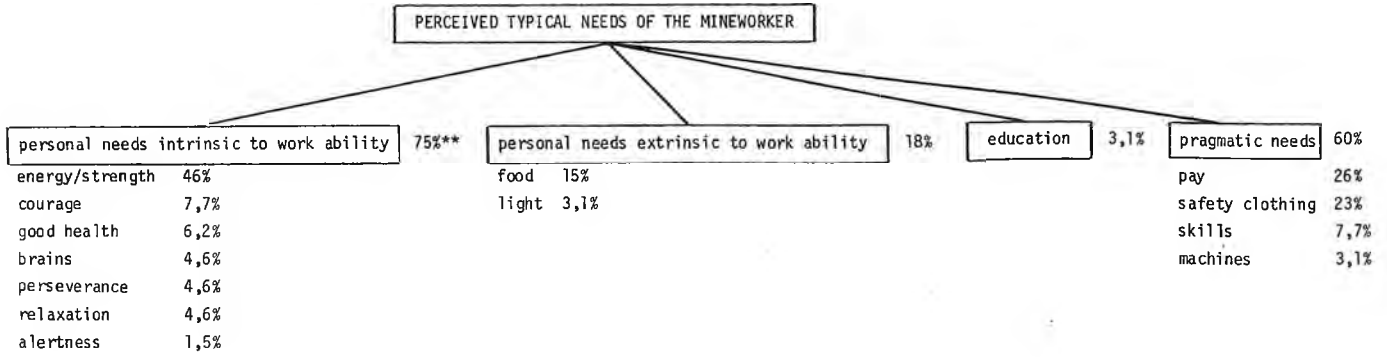 PERCEIVED TYPICAL NEEDS OF THE MINEWORKER
personal needs intrinsic to work ability 75%**
energy/strength 46%
courage 7,7%
good health 6,2%
brains 4,6%
perseverance 4,6%
relaxation 4,6%
alertness 1,5%
personal needs extrinsic to work ability 18%
food 15%
light 3,1%
education 3,1%
pragmatic needs 60%
pay 26%
safety clothing 23%
skills 7,7%
machines 3,1%